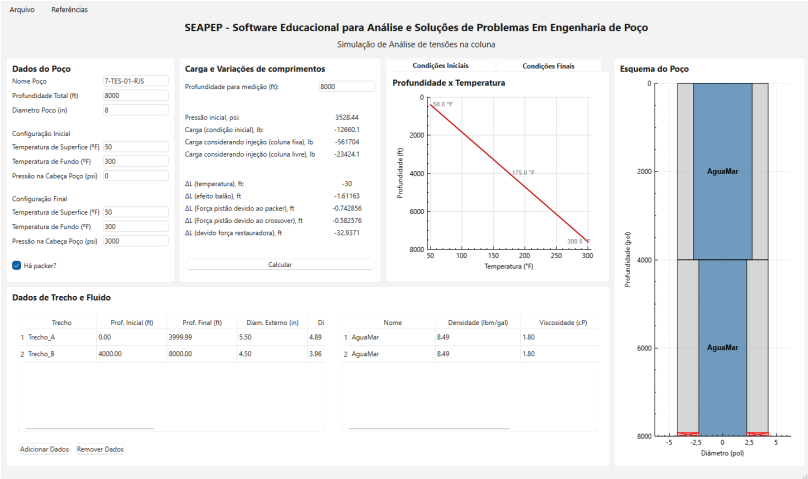 Arquivo Referências
SEAPEP - Software Educacional para Análise e Soluções de Problemas Em Engenharia de Poço
Simulação de Análise de tensões na coluna
Dados do Poço
Nome Poço 7-TES-01-RJS
Profundidade Total (ft) 8000
Diametro Poco (in) 8
Configuração Inicial
Temperatura de Superfice (ºF) 50
Temperatura de Fundo (ºF) 300
Pressão na Cabeça Poço (psi) 0
Configuração Final
Temperatura de Superfice (ºF) 50
Temperatura de Fundo (ºF) 300
Pressão na Cabeça Poço (psi) 3000
Há packer?
Carga e Variações de comprimentos
Profundidade para medição (ft): 8000
Pressão inicial, psi: 3528.44
Carga (condição inicial), lb: -12660.1
Carga considerando injeção (coluna fixa), lb -561704
Carga considerando injeção (coluna livre), lb -23424.1
ΔL (temperatura), ft: -30
ΔL (efeito balão), ft -1.61163
ΔL (Força pistão devido ao packer), ft -0.742856
ΔL (Força pistão devido ao crossover), ft -0.582576
ΔL (devido força restauradora), ft -32.9371
Calcular
Condições Iniciais Condições Finais
Profundidade x Temperatura
Profundidade (ft)
0
2000
4000
6000
8000
50.0 °F
175.0 °F
300.0 °F
50 100 150 200 250 300
Temperatura (°F)
Esquema do Poço
Profundidade (pol)
0
2000
4000
6000
8000
AguaMar
AguaMar
-5 -2,5 0 2,5 5
Diâmetro (pol)
Dados de Trecho e Fluido
Trecho Prof. Inicial (ft) Prof. Final (ft) Diam. Externo (in) Di
1 Trecho_A 0.00 3999.99 5.50 4.89
2 Trecho_B 4000.00 8000.00 4.50 3.96
Nome Densidade (lbm/gal) Viscosidade (cP)
1 AguaMar 8.49 1.80
2 AguaMar 8.49 1.80
Adicionar Dados Remover Dados